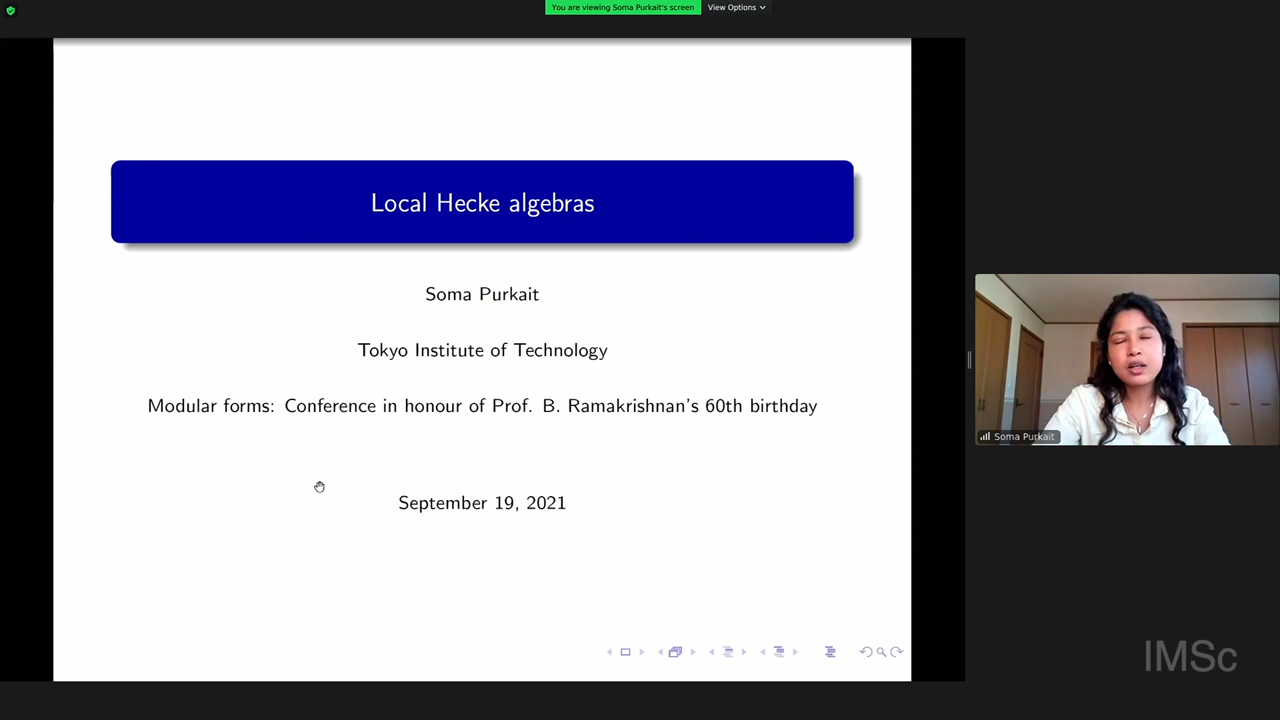 You are viewing Soma Purkait's screen
View Options
Local Hecke algebras
Soma Purkait
Tokyo Institute of Technology
Modular forms: Conference in honour of Prof. B. Ramakrishnan's 60th birthday
September 19, 2021
Soma Purkait
IMSc